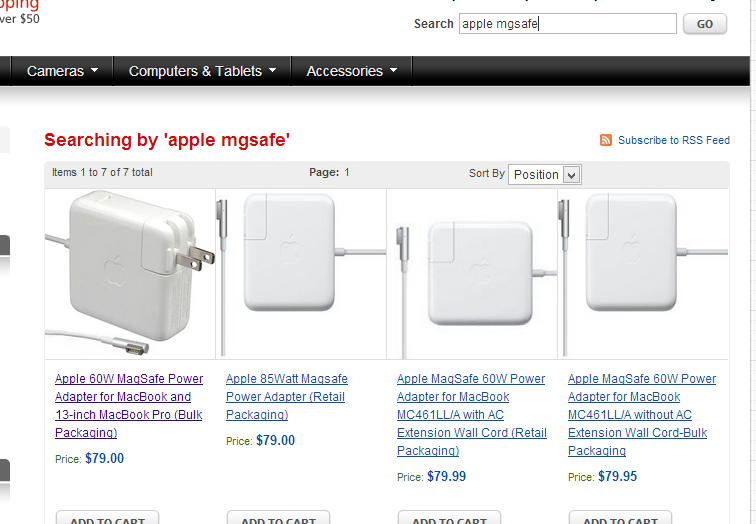 Search apple mgsafe GO
Cameras Computers & Tablets Accessories
Searching by 'apple mgsafe'
Subscribe to RSS Feed
Items 1 to 7 of 7 total Page: 1 Sort By Position
Apple 60W MagSafe Power
Adapter for MacBook and
13-inch MacBook Pro (Bulk
Packaging)
Price: $79.00
Apple 85Watt Magsafe
Power Adapter (Retail
Packaging)
Price: $79.00
Apple MagSafe 60W Power
Adapter for MacBook
MC461LL/A with AC
Extension Wall Cord (Retail
Packaging)
Price: $79.99
Apple MagSafe 60W Power
Adapter for MacBook
MC461LL/A without AC
Extension Wall Cord-Bulk
Packaging
Price: $79.95
ADD TO CART ADD TO CART ADD TO CART ADD TO CART